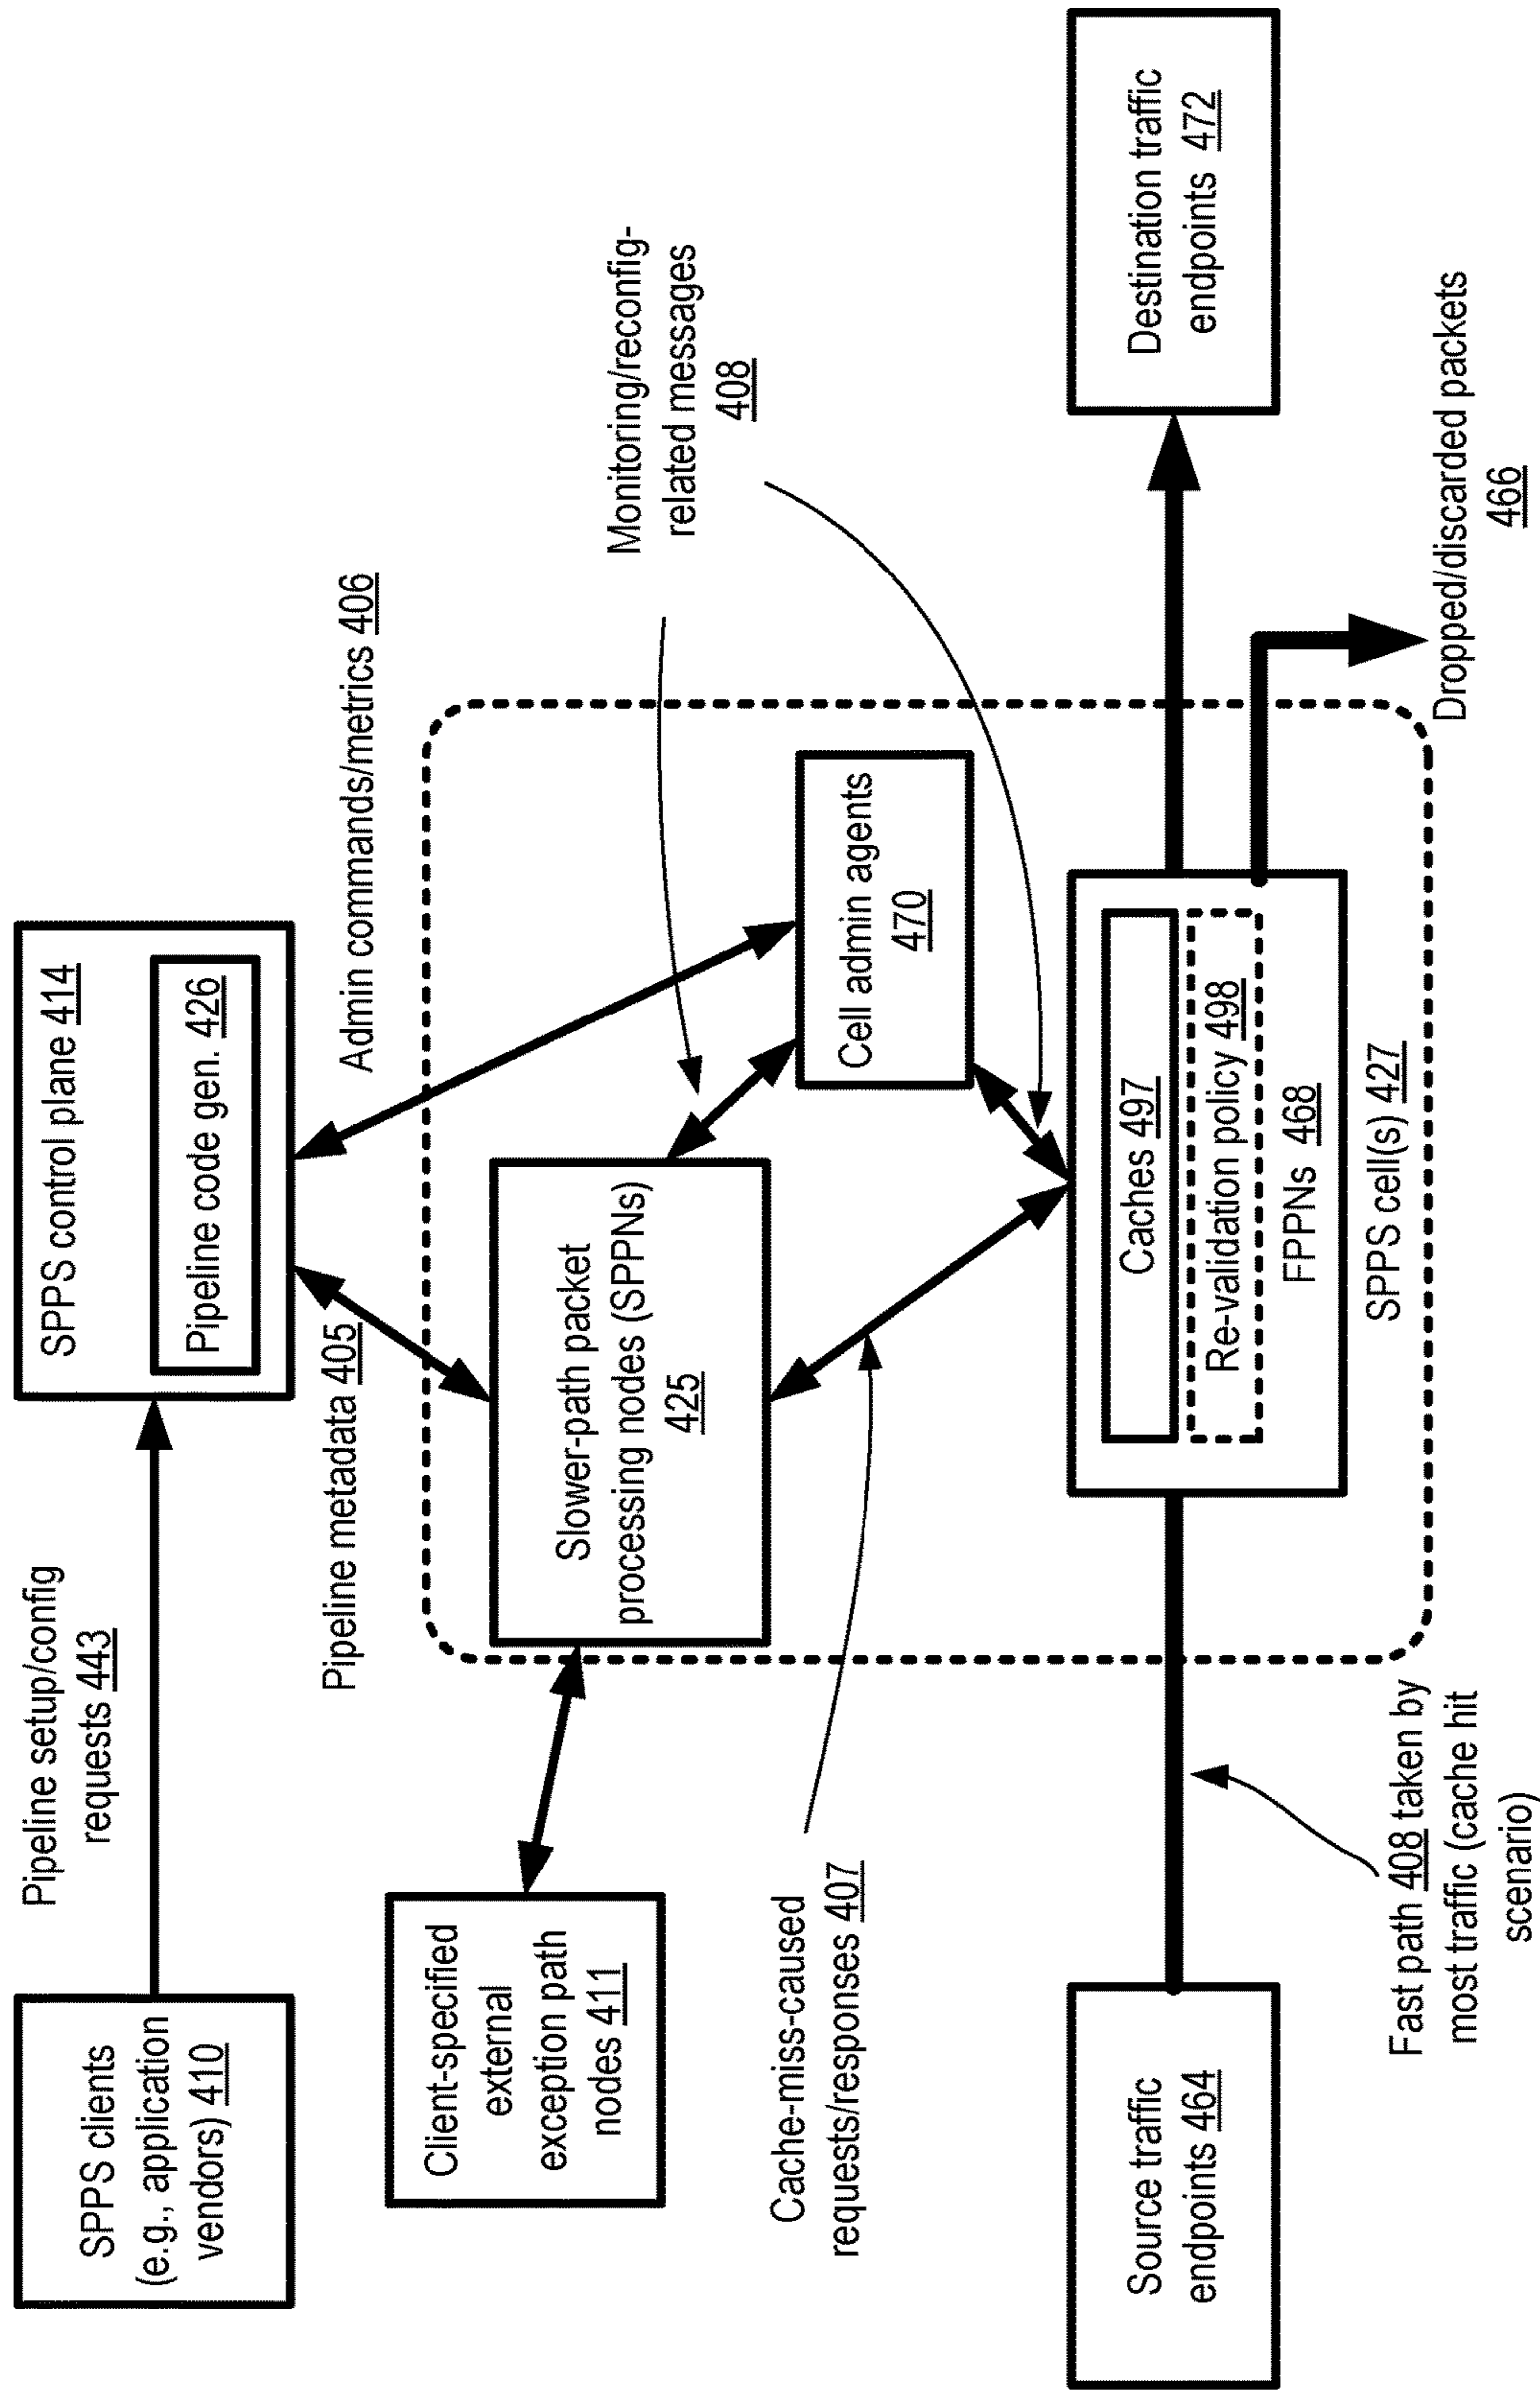 SPPS clients
(e.g., application
vendors) 410
Pipeline setup/config
requests 443
SPPS control plane 414
Pipeline code gen. 426
Pipeline metadata 405
Admin commands/metrics 406
Client-specified
external
exception path
nodes 411
Slower-path packet
processing nodes (SPPNs)
425
Monitoring/reconfig-
related messages
408
Cell admin agents
470
Cache-miss-caused
requests/responses 407
Source traffic
endpoints 464
Caches 497
Re-validation policy 498
FPPNs 468
SPPS cell(s) 427
Destination traffic
endpoints 472
Fast path 408 taken by
most traffic (cache hit
scenario)
Dropped/discarded packets
466